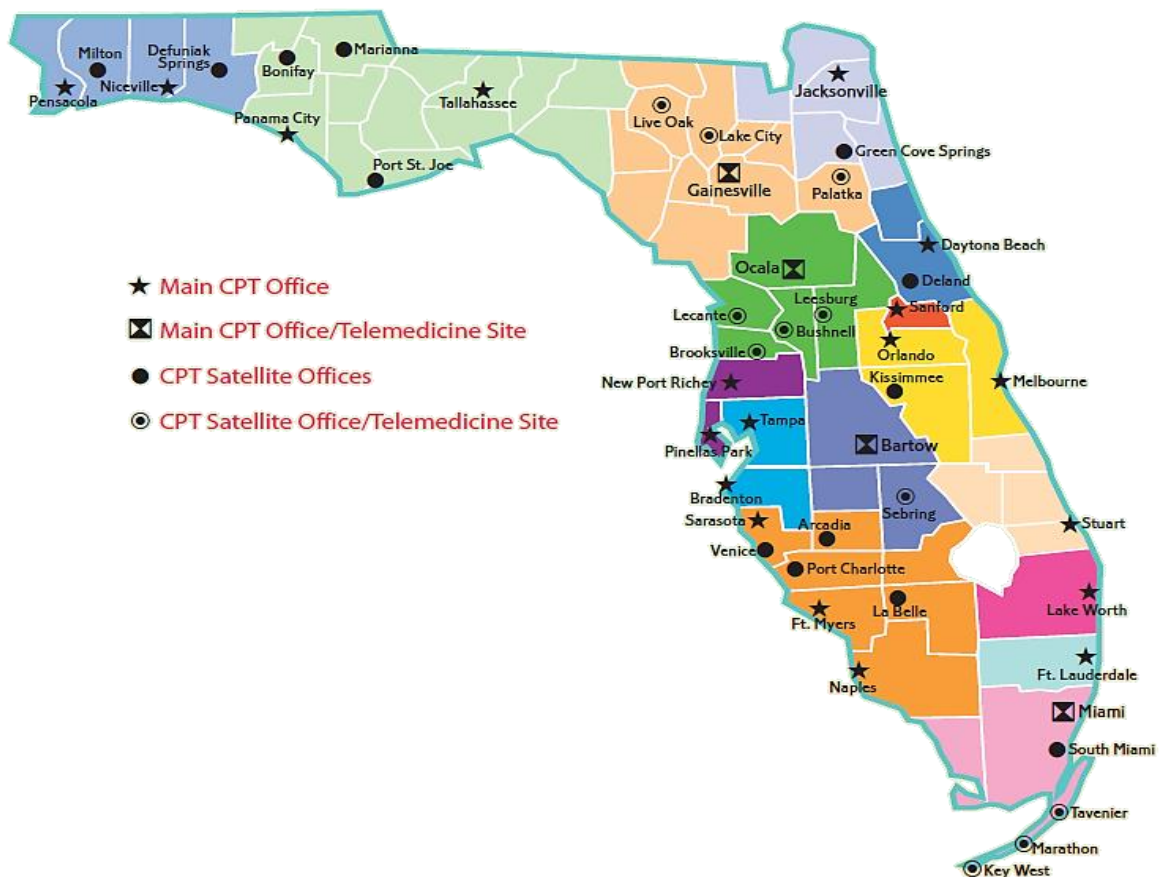 Milton
Defuniak
Springs
Marianna
Bonifay
Pensacola
Niceville
Tallahassee
Jacksonville
Panama City
Live Oak
Lake City
Green Cove Springs
Port St. Joe
Gainesville
Palatka
Daytona Beach
Ocala
Deland
Leesburg
Sanford
Lecante
Bushnell
Orlando
Brooksville
Kissimmee
Melbourne
New Port Richey
Tampa
Pinellas Park
Bartow
Bradenton
Sebring
Sarasota
Arcadia
Stuart
Venice
Port Charlotte
La Belle
Lake Worth
Ft. Myers
Ft. Lauderdale
Naples
Miami
South Miami
Tavenier
Marathon
Key West
Main CPT Office
Main CPT Office/Telemedicine Site
CPT Satellite Offices
CPT Satellite Office/Telemedicine Site